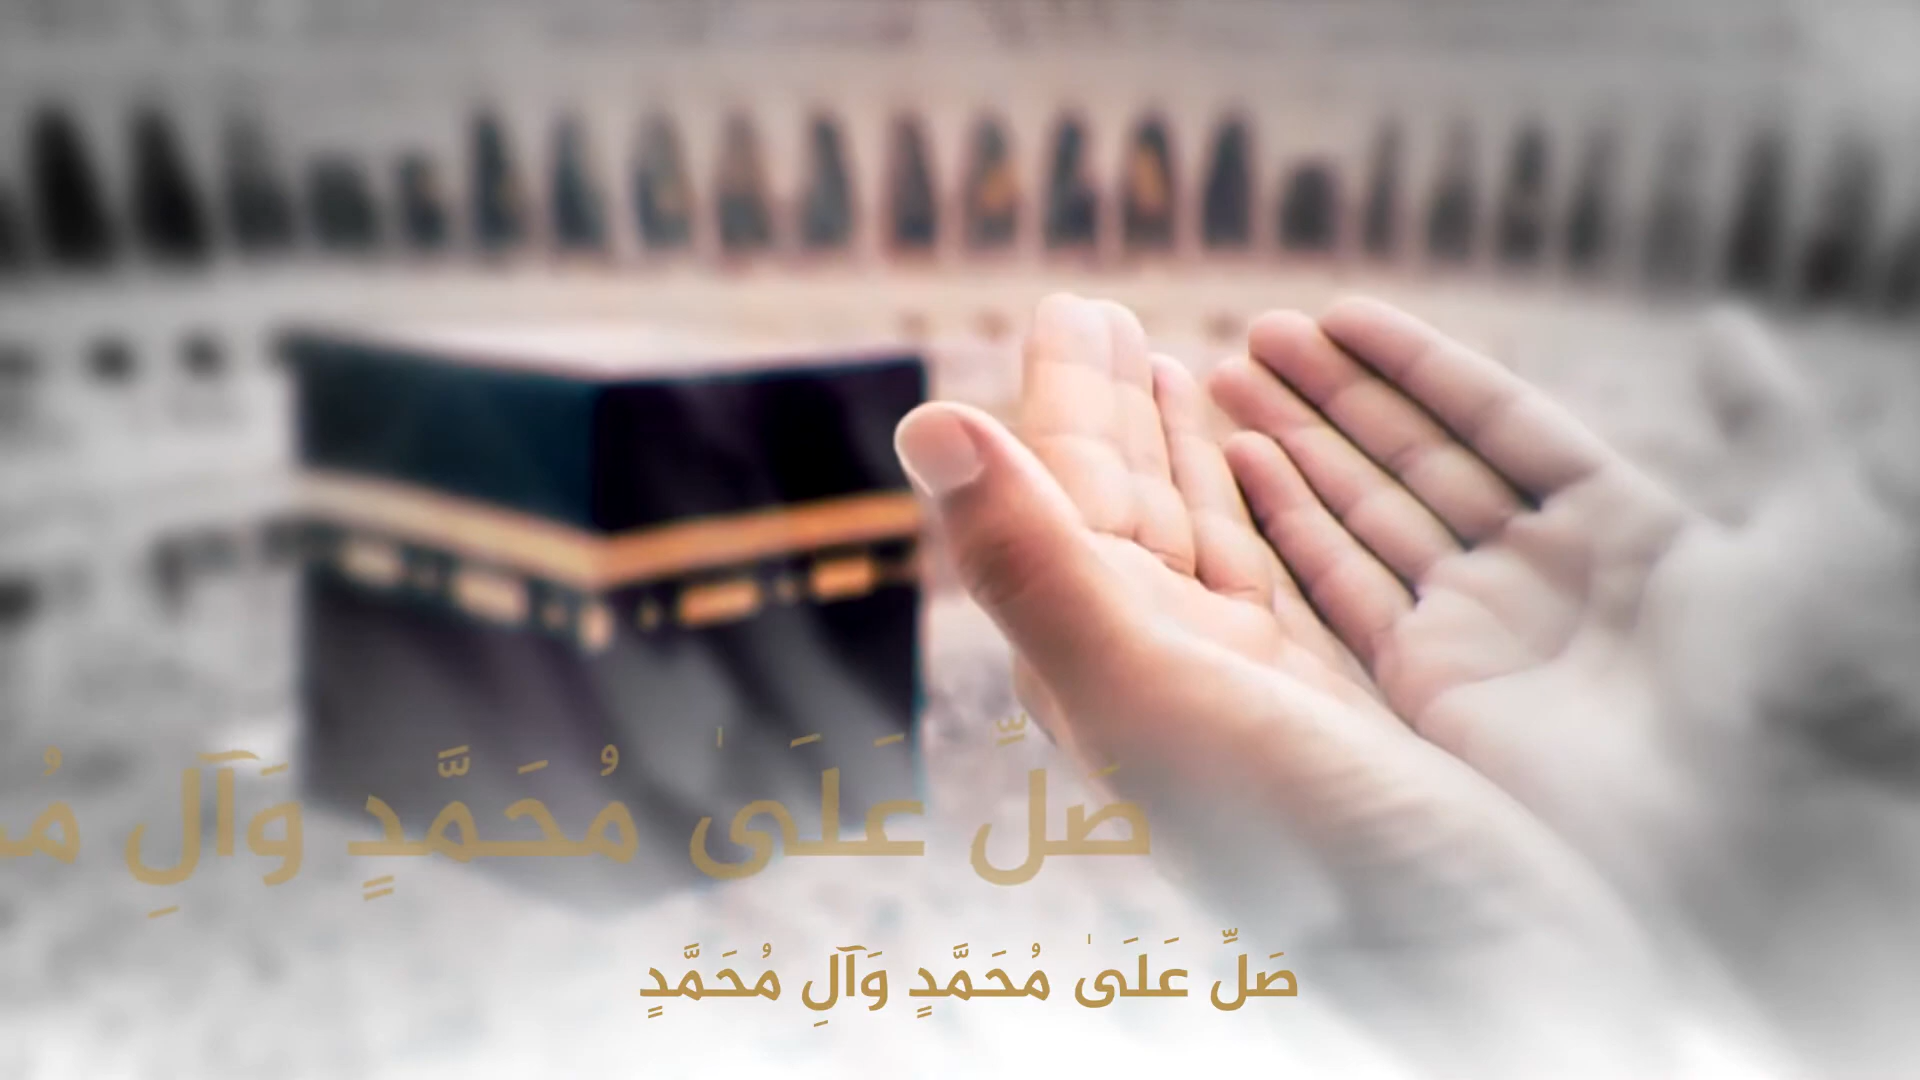 صَلِّ عَلَىٰ مُحَمَّدٍ وَآلِ
صَلِّ عَلَىٰ مُحَمَّدٍ وَآلِ مُحَمَّدٍ